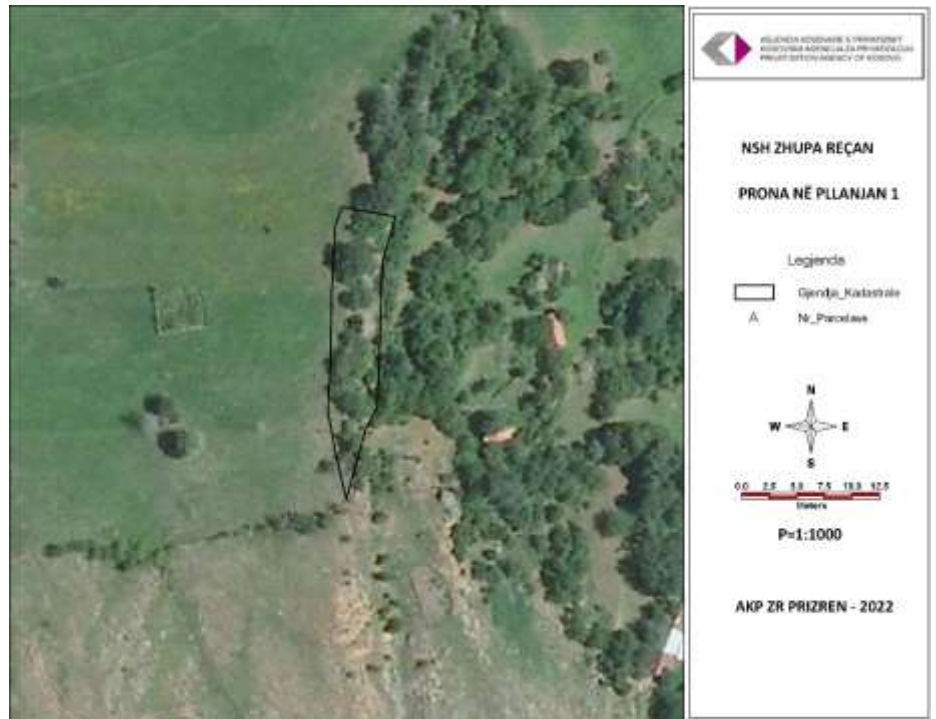 AGJENCIA KOSOVARE E PRIVATIZIMIT
KOSOVSKA AGENCIJA ZA PRIVATIZACIJU
PRIVATISATION AGENCY OF KOSOVO
NSH ZHUPA REÇAN
PRONA NË PLLANJAN 1
Legjenda
Gjendja_Kadastrale
A Nr_Parcelave
N
W E
S
0.0 2.5 5.0 7.5 10.0 12.5
Meters
P=1:1000
AKP ZR PRIZREN - 2022